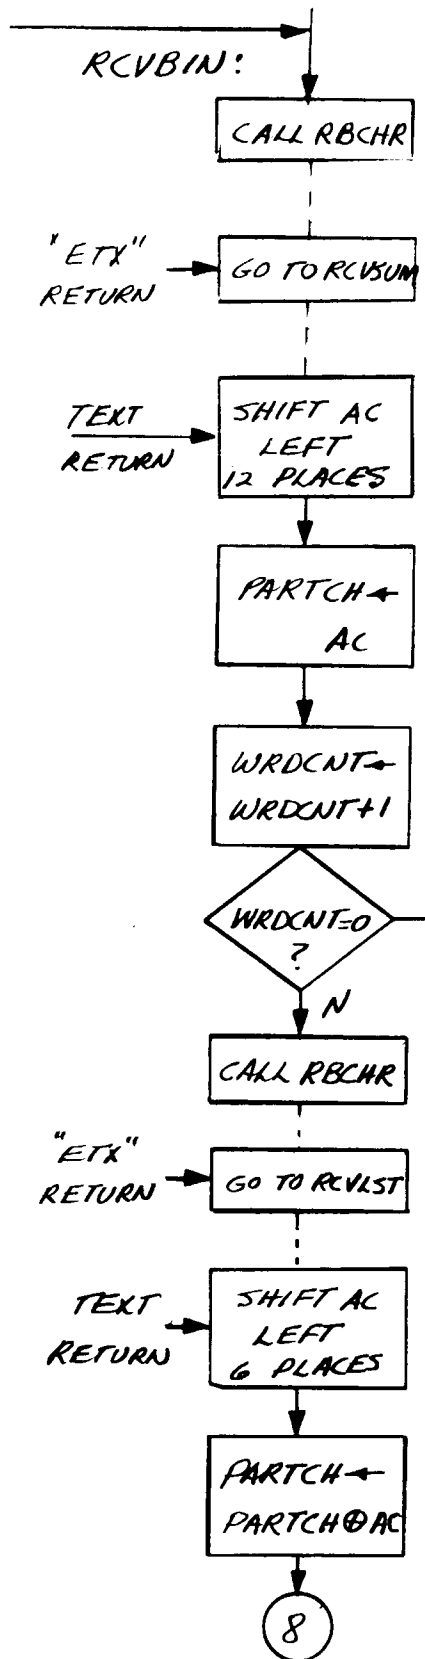 RCVBIN:
CALL RBCHR
"ETX"
RETURN
GO TO RCVSUM
TEXT
RETURN
SHIFT AC
LEFT
12 PLACES
PARTCH←
AC
WRDCNT←
WRDCNT+1
WRDCNT=0
?
N
CALL RBCHR
"ETX"
RETURN
GO TO RCVLST
TEXT
RETURN
SHIFT AC
LEFT
6 PLACES
PARTCH←
PARTCH⊕AC
8